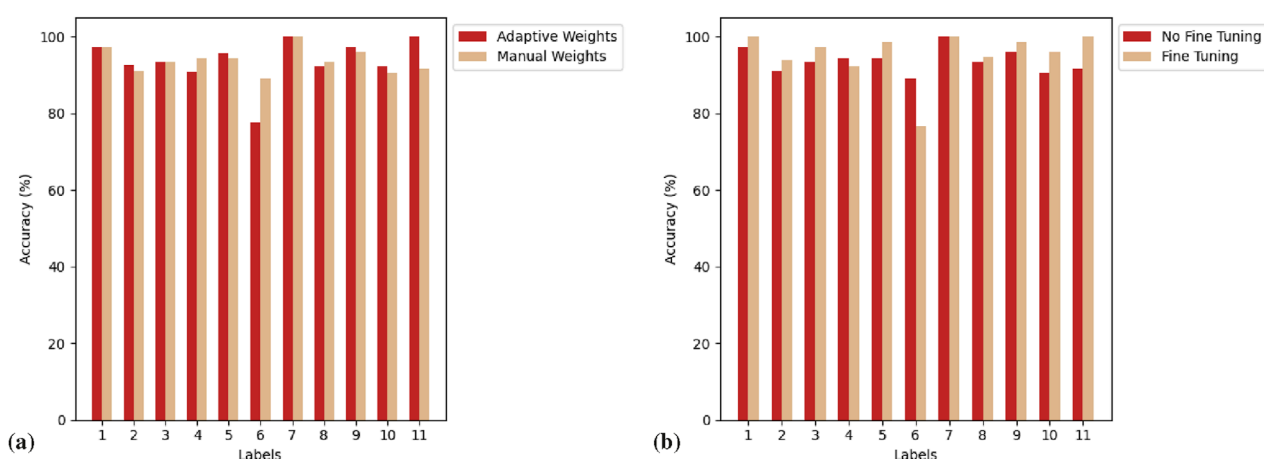 100
80
60
40
20
0
Accuracy (%)
1 2 3 4 5 6 7 8 9 10 11
Labels
Adaptive Weights
Manual Weights
(a)
100
80
60
40
20
0
Accuracy (%)
1 2 3 4 5 6 7 8 9 10 11
Labels
No Fine Tuning
Fine Tuning
(b)